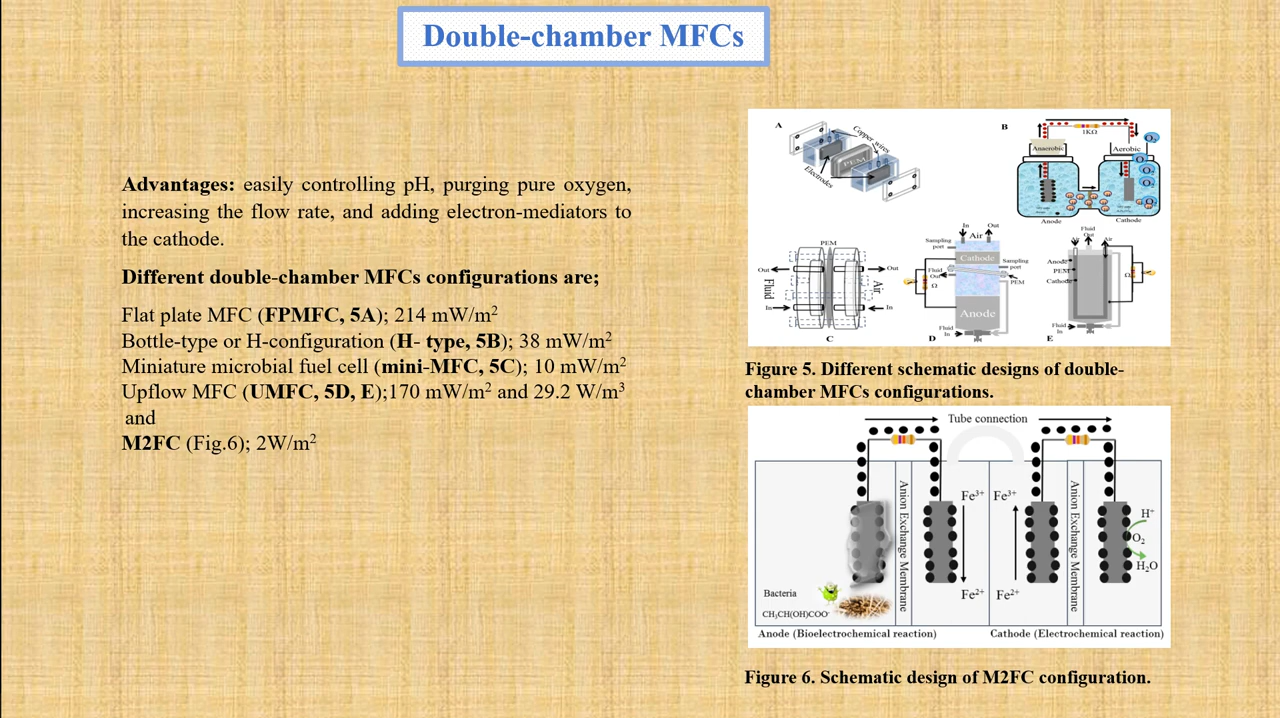 Double-chamber MFCs
Advantages: easily controlling pH, purging pure oxygen,
increasing the flow rate, and adding electron-mediators to
the cathode.
Different double-chamber MFCs configurations are;
Flat plate MFC (FPMFC, 5A); 214 mW/m²
Bottle-type or H-configuration (H- type, 5B); 38 mW/m²
Miniature microbial fuel cell (mini-MFC, 5C); 10 mW/m²
Upflow MFC (UMFC, 5D, E);170 mW/m² and 29.2 W/m³
and
M2FC (Fig.6); 2W/m²
A
Copper wires
PEM
Electrodes
B
1KΩ
Anaerobic
Aerobic
O₂
Anode
Cathode
PEM
Out
Out
Fluid
Air
In
In
C
In
Out
Air
Sampling
port
Cathode
Sampling
port
Fluid
Out
PEM
Ω
Anode
Fluid
In
D
Fluid
Out
Air
Anode
PEM
Cathode
Ω
Fluid
In
E
Figure 5. Different schematic designs of double-
chamber MFCs configurations.
Tube connection
Anion Exchange Membrane
Fe³⁺
Fe³⁺
Anion Exchange Membrane
H⁺
O₂
H₂O
Fe²⁺
Fe²⁺
Bacteria
CH₃CH(OH)COO⁻
Anode (Bioelectrochemical reaction)
Cathode (Electrochemical reaction)
Figure 6. Schematic design of M2FC configuration.